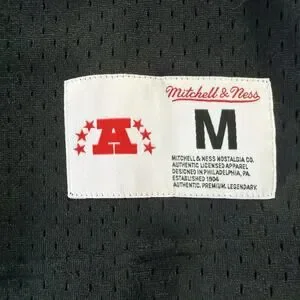 Mitchell & Ness
A
M
MITCHELL & NESS NOSTALGIA CO.
AUTHENTIC LICENSED APPAREL
DESIGNED IN PHILADELPHIA, PA.
ESTABLISHED 1904
AUTHENTIC. PREMIUM. LEGENDARY.